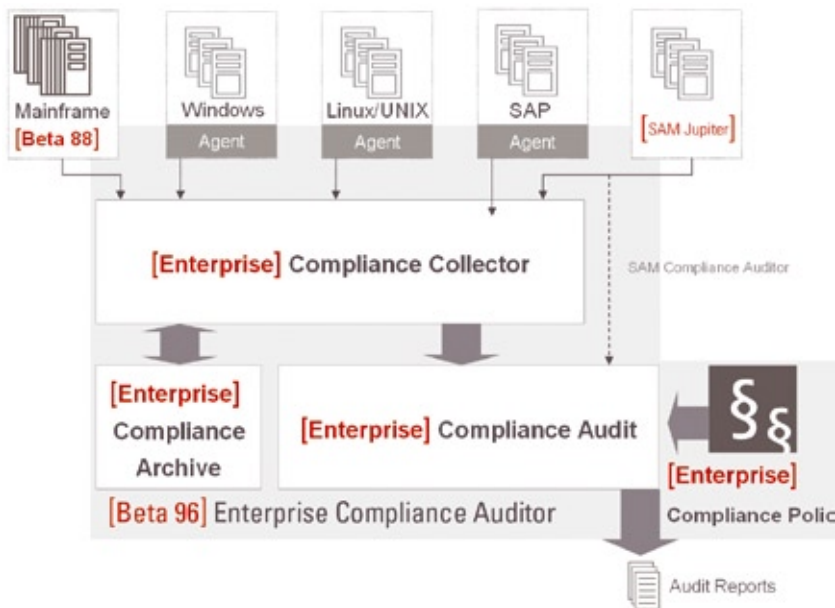 Mainframe
[Beta 88]
Windows
Agent
Linux/UNIX
Agent
SAP
Agent
[SAM Jupiter]
[Enterprise] Compliance Collector
SAM Compliance Auditor
[Enterprise]
Compliance
Archive
[Enterprise] Compliance Audit
§§
[Enterprise]
Compliance Polic
[Beta 96] Enterprise Compliance Auditor
Audit Reports